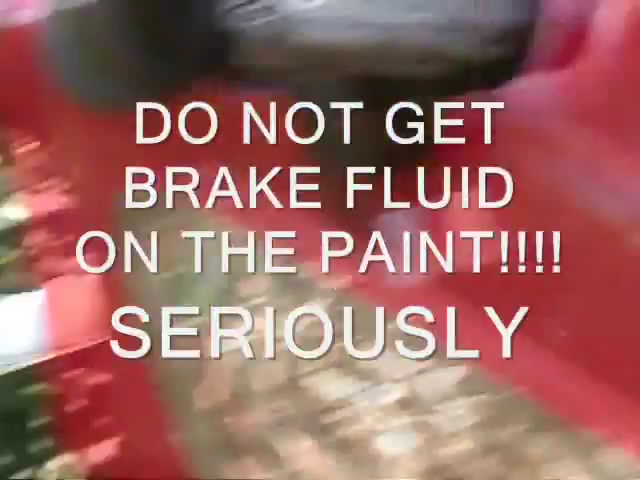 DO NOT GET
BRAKE FLUID
ON THE PAINT!!!!
SERIOUSLY